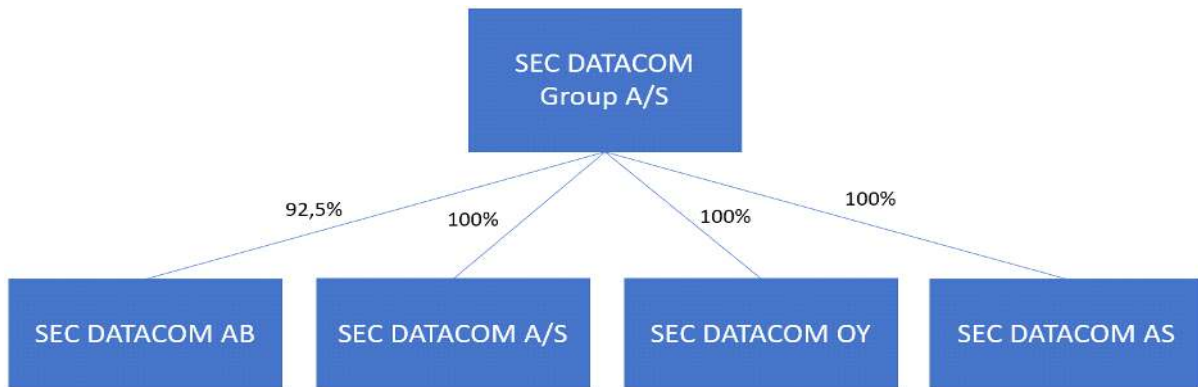 SEC DATACOM
Group A/S
92,5%
100%
100%
100%
SEC DATACOM AB
SEC DATACOM A/S
SEC DATACOM OY
SEC DATACOM AS